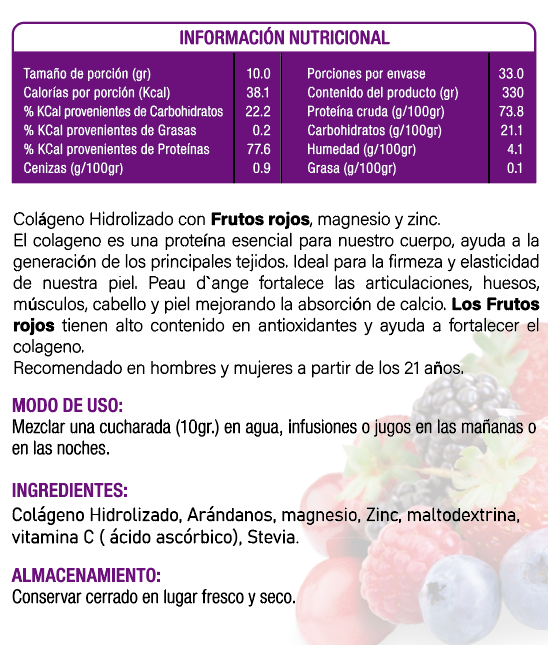 INFORMACIÓN NUTRICIONAL
Tamaño de porción (gr) 10.0 Porciones por envase 33.0
Calorías por porción (Kcal) 38.1 Contenido del producto (gr) 330
% KCal provenientes de Carbohidratos 22.2 Proteína cruda (g/100gr) 73.8
% KCal provenientes de Grasas 0.2 Carbohidratos (g/100gr) 21.1
% KCal provenientes de Proteínas 77.6 Humedad (g/100gr) 4.1
Cenizas (g/100gr) 0.9 Grasa (g/100gr) 0.1
Colágeno Hidrolizado con Frutos rojos, magnesio y zinc.
El colageno es una proteína esencial para nuestro cuerpo, ayuda a la
generación de los principales tejidos. Ideal para la firmeza y elasticidad
de nuestra piel. Peau d`ange fortalece las articulaciones, huesos,
músculos, cabello y piel mejorando la absorción de calcio. Los Frutos
rojos tienen alto contenido en antioxidantes y ayuda a fortalecer el
colageno.
Recomendado en hombres y mujeres a partir de los 21 años.
MODO DE USO:
Mezclar una cucharada (10gr.) en agua, infusiones o jugos en las mañanas o
en las noches.
INGREDIENTES:
Colágeno Hidrolizado, Arándanos, magnesio, Zinc, maltodextrina,
vitamina C ( ácido ascórbico), Stevia.
ALMACENAMIENTO:
Conservar cerrado en lugar fresco y seco.